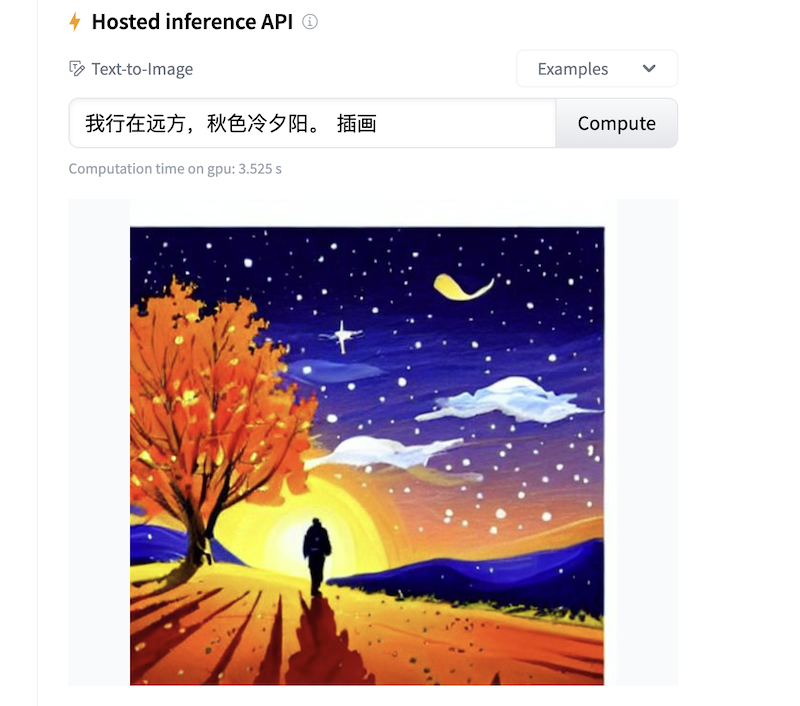 Hosted inference API
Text-to-Image
Examples
我行在远方，秋色冷夕阳。 插画
Compute
Computation time on gpu: 3.525 s